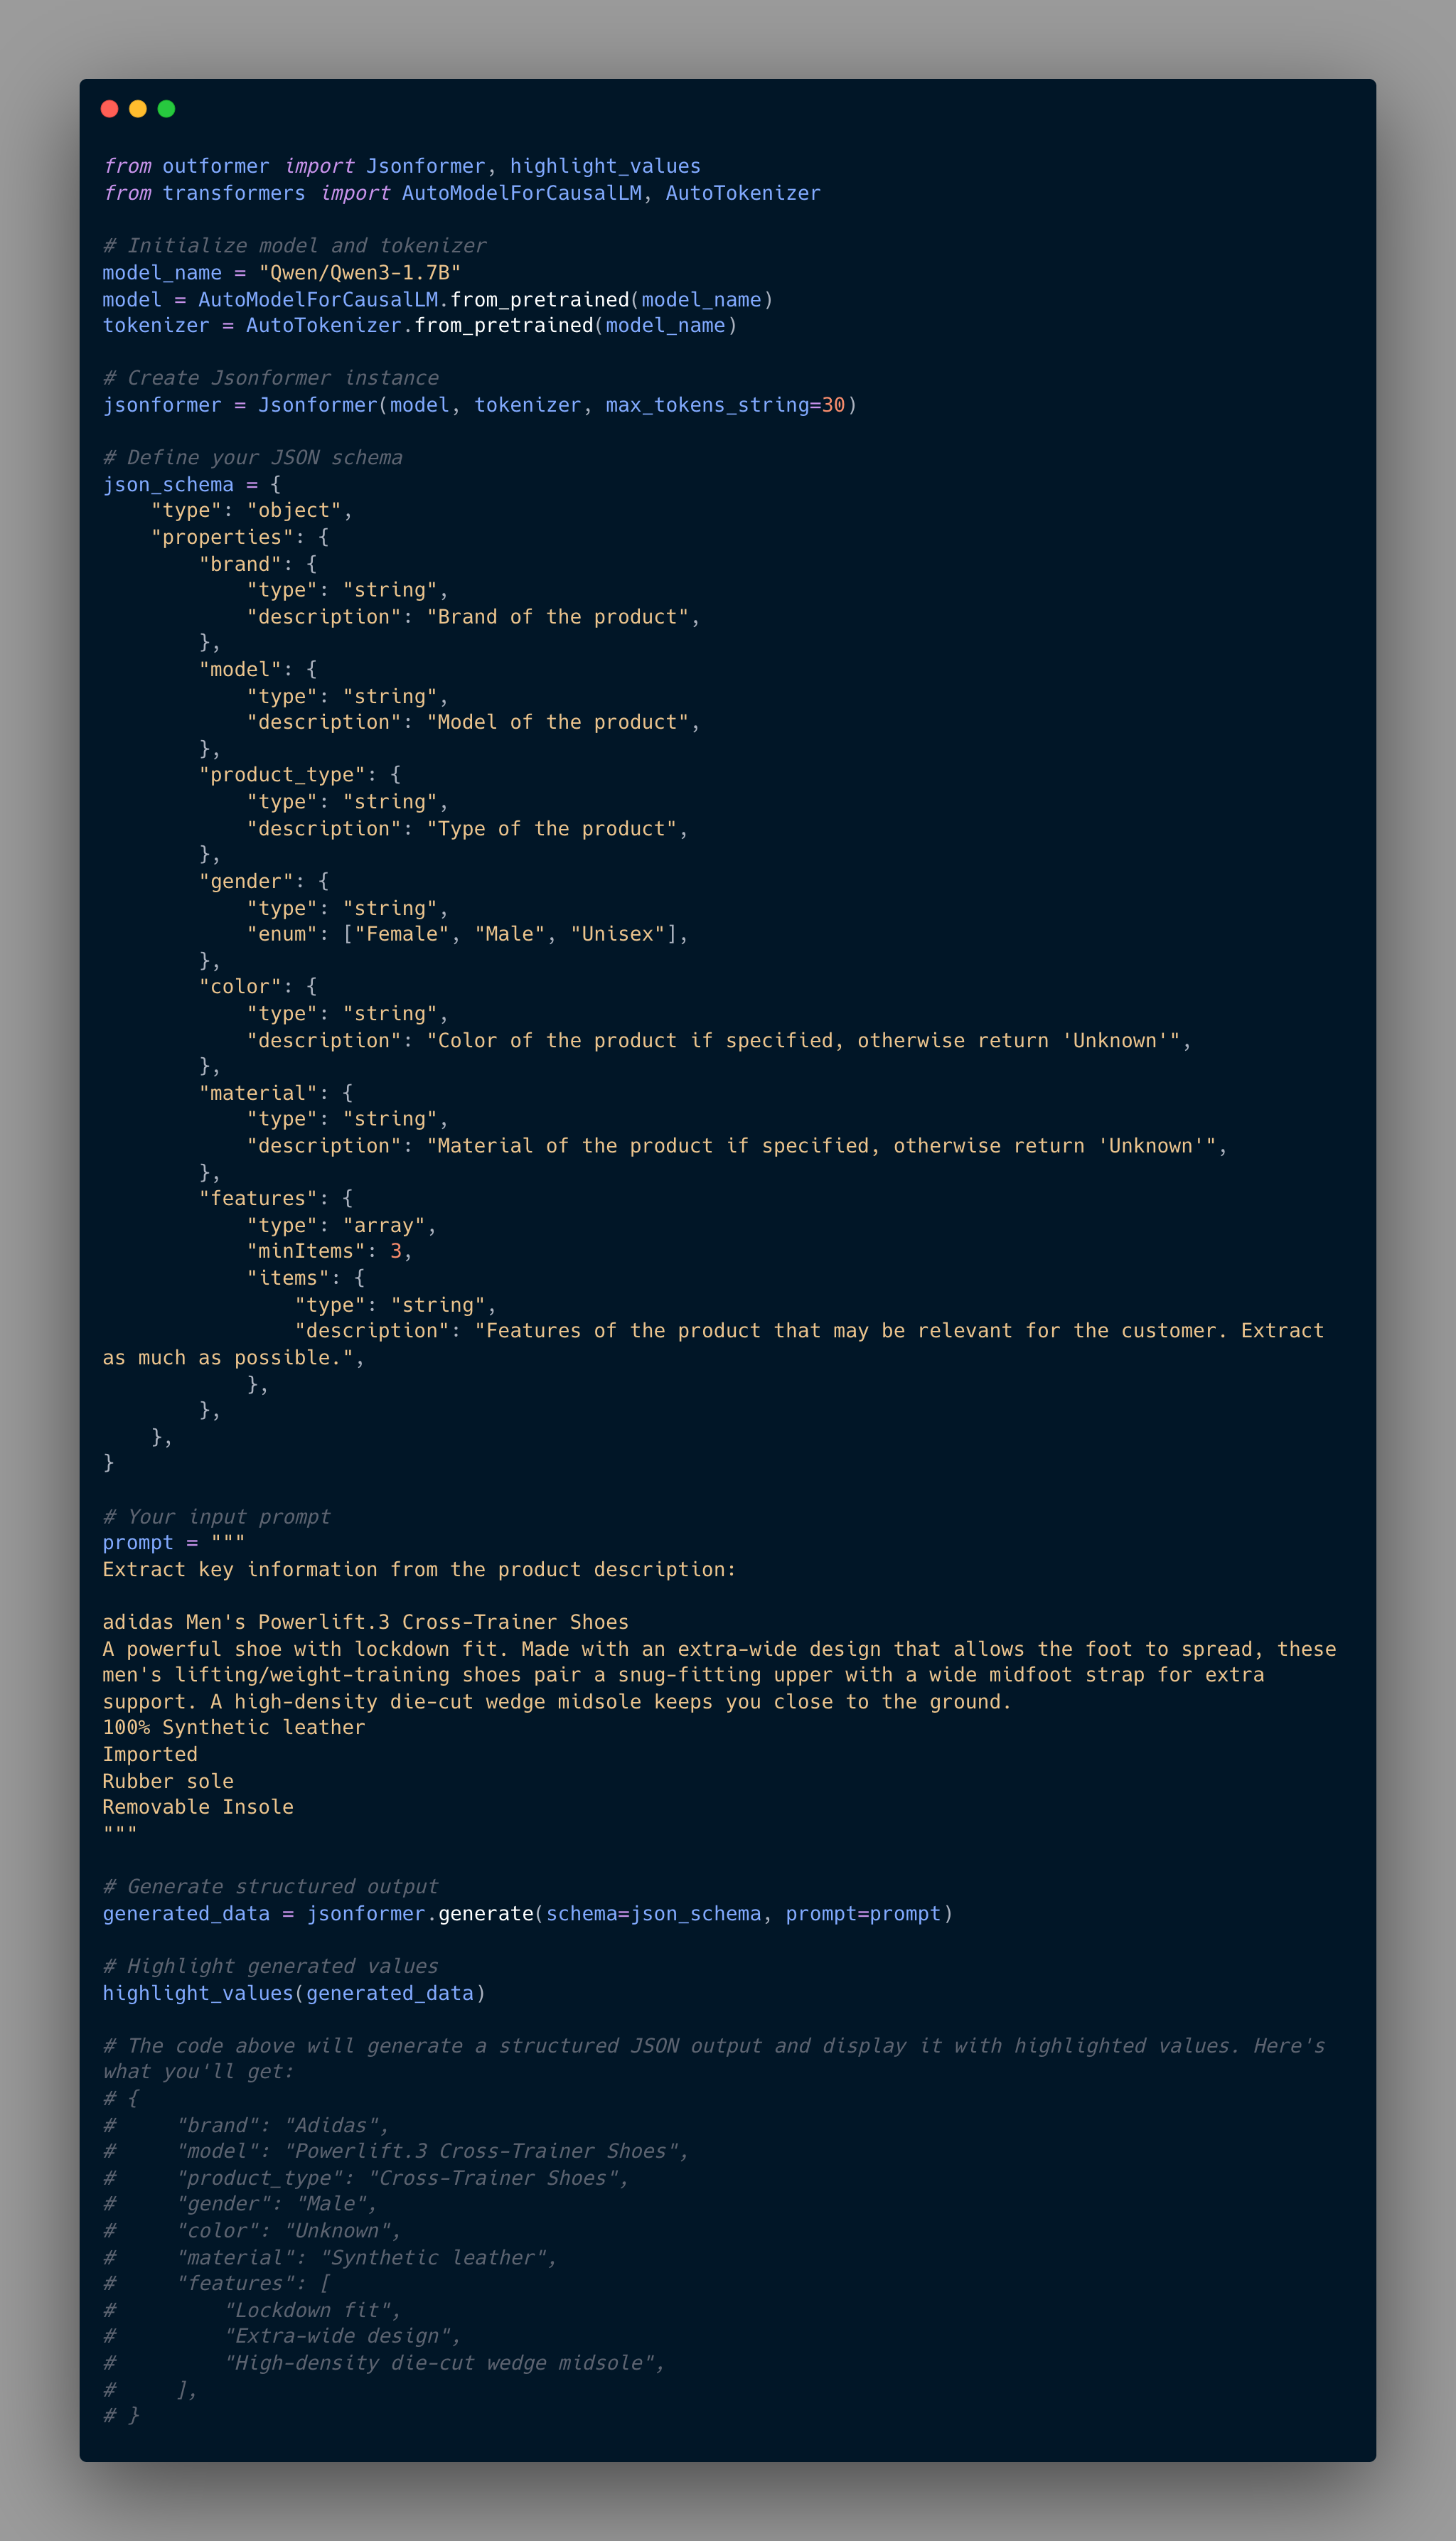 from outformer import Jsonformer, highlight_values
from transformers import AutoModelForCausalLM, AutoTokenizer

# Initialize model and tokenizer
model_name = "Qwen/Qwen3-1.7B"
model = AutoModelForCausalLM.from_pretrained(model_name)
tokenizer = AutoTokenizer.from_pretrained(model_name)

# Create Jsonformer instance
jsonformer = Jsonformer(model, tokenizer, max_tokens_string=30)

# Define your JSON schema
json_schema = {
    "type": "object",
    "properties": {
        "brand": {
            "type": "string",
            "description": "Brand of the product",
        },
        "model": {
            "type": "string",
            "description": "Model of the product",
        },
        "product_type": {
            "type": "string",
            "description": "Type of the product",
        },
        "gender": {
            "type": "string",
            "enum": ["Female", "Male", "Unisex"],
        },
        "color": {
            "type": "string",
            "description": "Color of the product if specified, otherwise return 'Unknown'",
        },
        "material": {
            "type": "string",
            "description": "Material of the product if specified, otherwise return 'Unknown'",
        },
        "features": {
            "type": "array",
            "minItems": 3,
            "items": {
                "type": "string",
                "description": "Features of the product that may be relevant for the customer. Extract
as much as possible.",
            },
        },
    },
}

# Your input prompt
prompt = """
Extract key information from the product description:

adidas Men's Powerlift.3 Cross-Trainer Shoes
A powerful shoe with lockdown fit. Made with an extra-wide design that allows the foot to spread, these
men's lifting/weight-training shoes pair a snug-fitting upper with a wide midfoot strap for extra
support. A high-density die-cut wedge midsole keeps you close to the ground.
100% Synthetic leather
Imported
Rubber sole
Removable Insole
"""

# Generate structured output
generated_data = jsonformer.generate(schema=json_schema, prompt=prompt)

# Highlight generated values
highlight_values(generated_data)

# The code above will generate a structured JSON output and display it with highlighted values. Here's
what you'll get:
# {
#     "brand": "Adidas",
#     "model": "Powerlift.3 Cross-Trainer Shoes",
#     "product_type": "Cross-Trainer Shoes",
#     "gender": "Male",
#     "color": "Unknown",
#     "material": "Synthetic leather",
#     "features": [
#         "Lockdown fit",
#         "Extra-wide design",
#         "High-density die-cut wedge midsole",
#     ],
# }